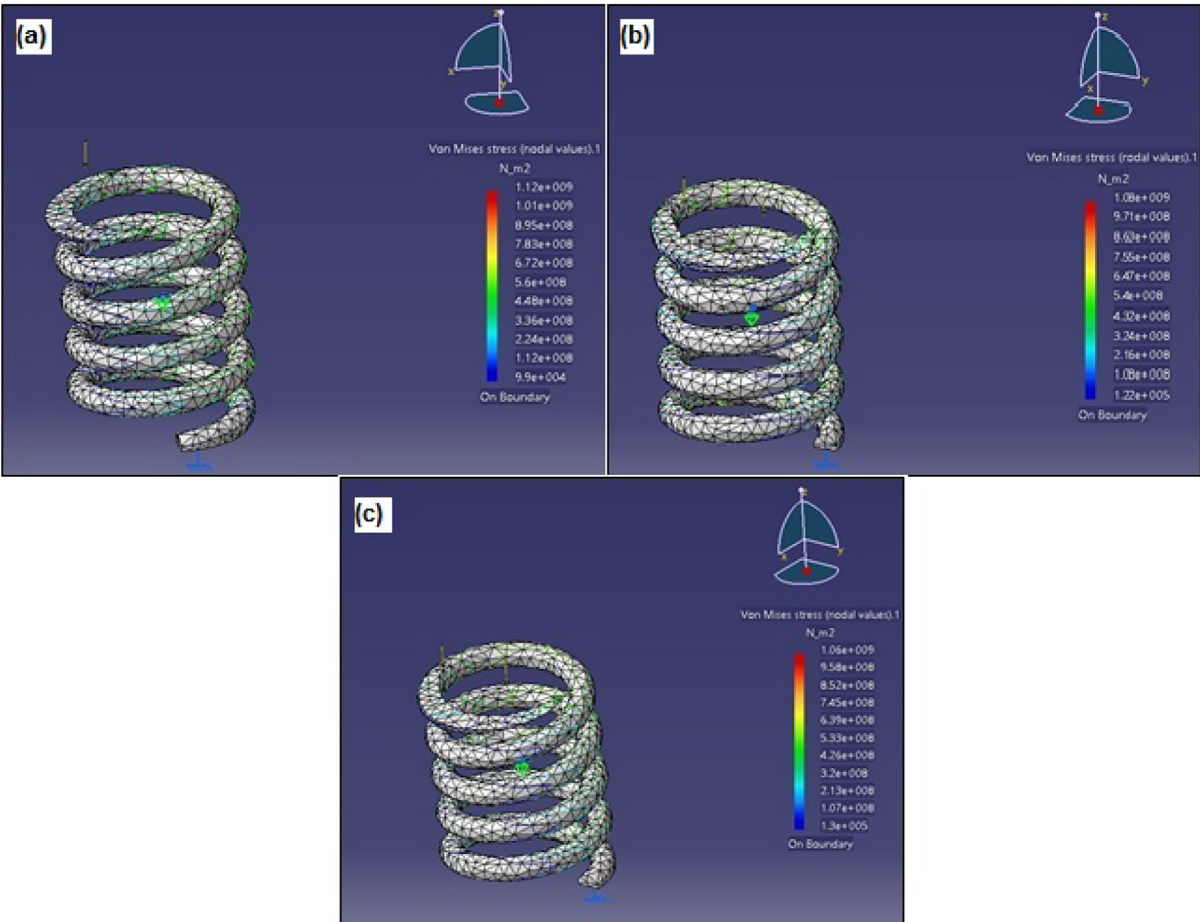 (a)
z
x
y
Von Mises stress (nodal values).1
N_m2
1.12e+009
1.01e+009
8.95e+008
7.83e+008
6.72e+008
5.6e+008
4.48e+008
3.36e+008
2.24e+008
1.12e+008
9.9e+004
On Boundary
(b)
z
x
y
Von Mises stress (nodal values).1
N_m2
1.08e+009
9.71e+008
8.63e+008
7.55e+008
6.47e+008
5.4e+008
4.32e+008
3.24e+008
2.16e+008
1.08e+008
1.22e+005
On Boundary
(c)
z
x
y
Von Mises stress (nodal values).1
N_m2
1.06e+009
9.58e+008
8.52e+008
7.45e+008
6.39e+008
5.33e+008
4.26e+008
3.2e+008
2.13e+008
1.07e+008
1.3e+005
On Boundary